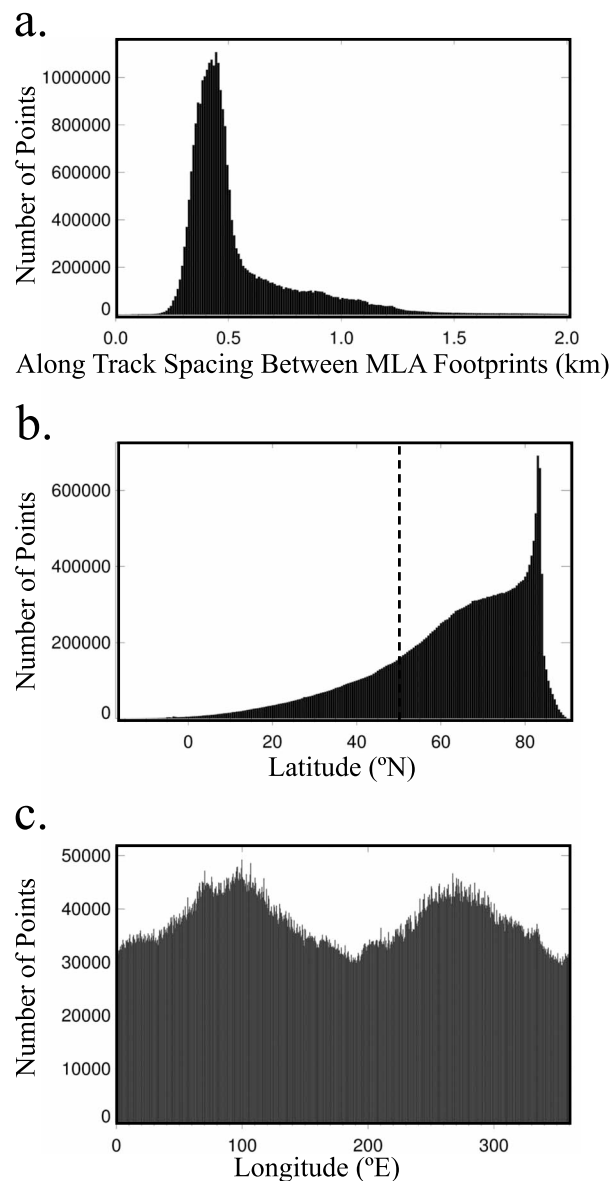 a.
Number of Points
1000000
800000
600000
400000
200000
0
0.0 0.5 1.0 1.5 2.0
Along Track Spacing Between MLA Footprints (km)
b.
Number of Points
600000
400000
200000
0
0 20 40 60 80
Latitude (ºN)
c.
Number of Points
50000
40000
30000
20000
10000
0
0 100 200 300
Longitude (ºE)